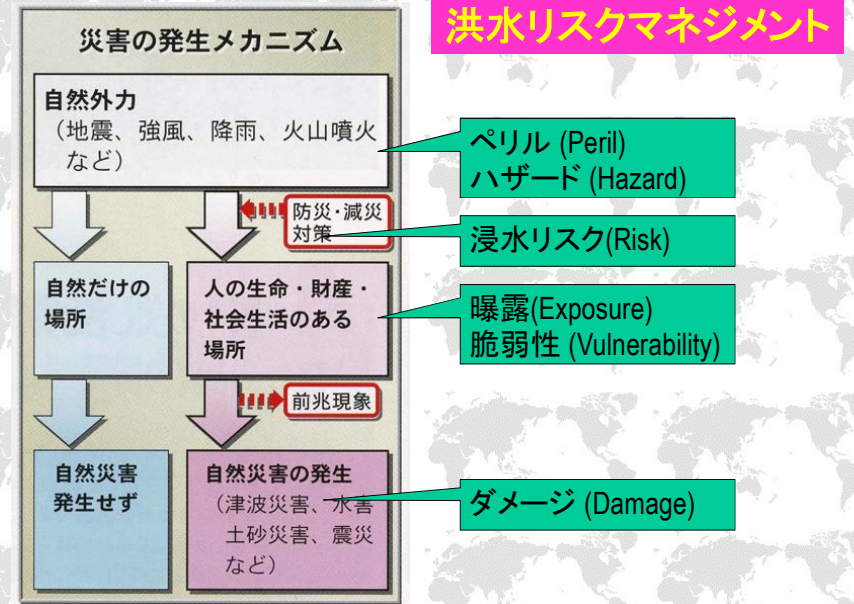 洪水リスクマネジメント
災害の発生メカニズム
自然外力
（地震、強風、降雨、火山噴火
など）
ペリル (Peril)
ハザード (Hazard)
防災・減災
対策
浸水リスク(Risk)
自然だけの
場所
人の生命・財産・
社会生活のある
場所
曝露(Exposure)
脆弱性 (Vulnerability)
前兆現象
自然災害
発生せず
自然災害の発生
（津波災害、水害
土砂災害、震災
など）
ダメージ (Damage)